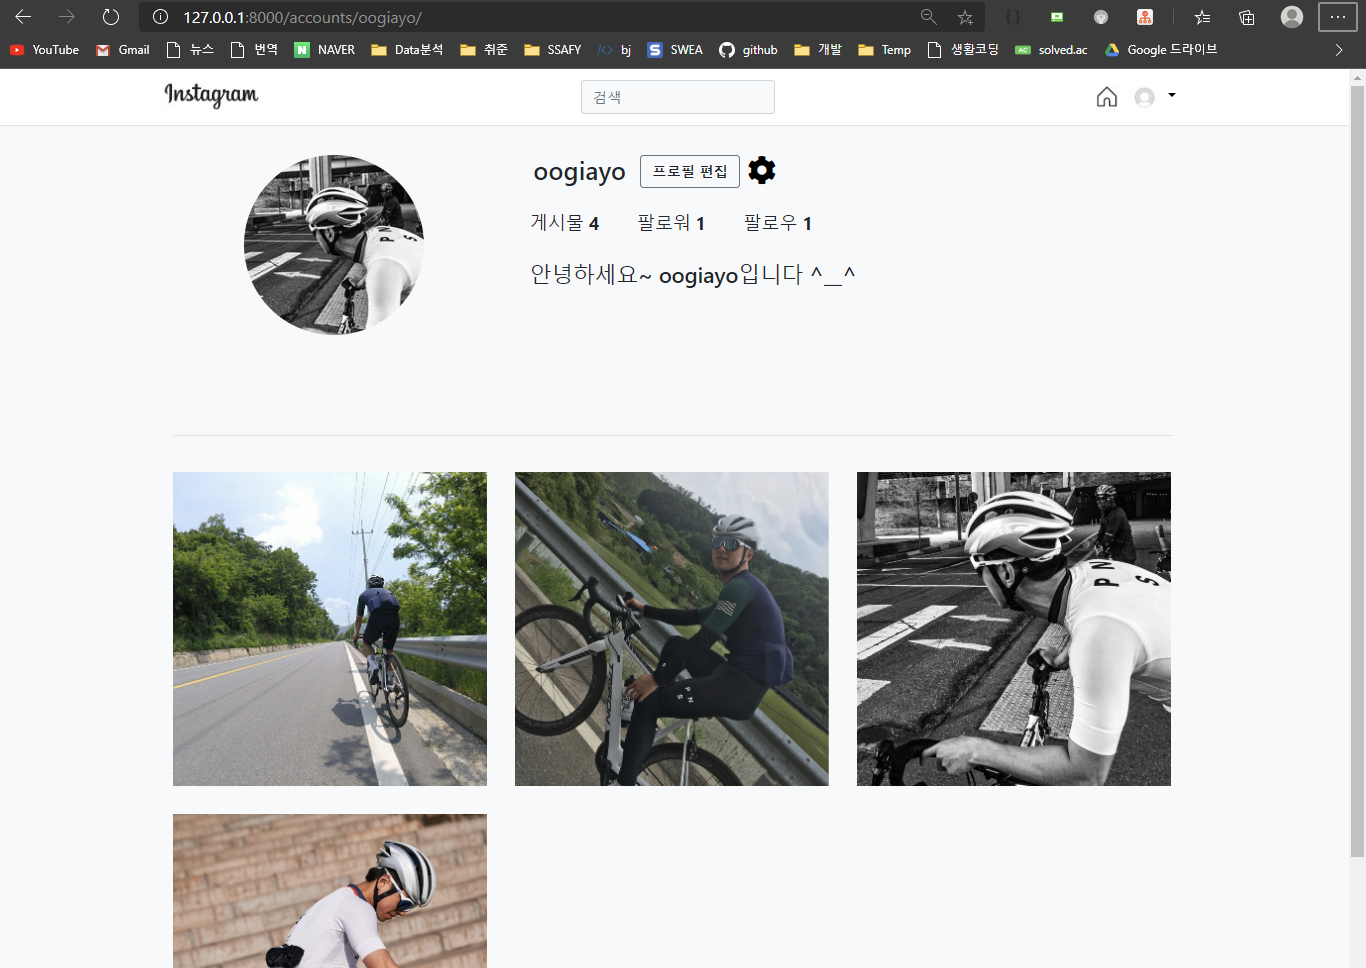 127.0.0.1:8000/accounts/oogiayo/
YouTube Gmail 뉴스 번역 NAVER Data분석 취준 SSAFY bj SWEA github 개발 Temp 생활코딩 solved.ac Google 드라이브
Instagram 검색
oogiayo 프로필 편집
게시물 4 팔로워 1 팔로우 1
안녕하세요~ oogiayo입니다 ^__^
P N S
P N S
P N S